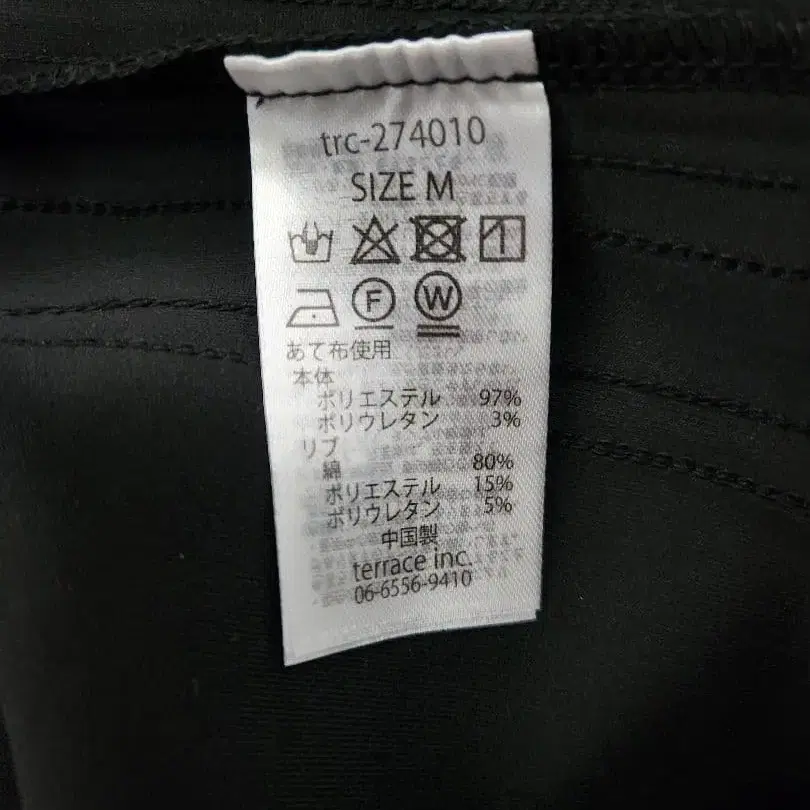 trc-274010
SIZE M
F W
あて布使用
本体
ポリエステル 97%
ポリウレタン 3%
リブ
綿 80%
ポリエステル 15%
ポリウレタン 5%
中国製
terrace inc.
06-6556-9410